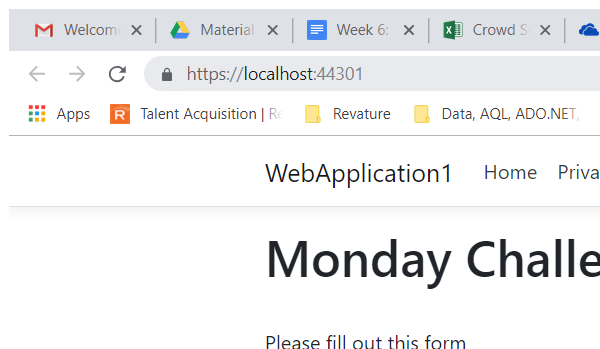 Welcom Material Week 6: Crowd S
https://localhost:44301
Apps Talent Acquisition | Re Revature Data, AQL, ADO.NET,
WebApplication1 Home Priva
Monday Challe
Please fill out this form